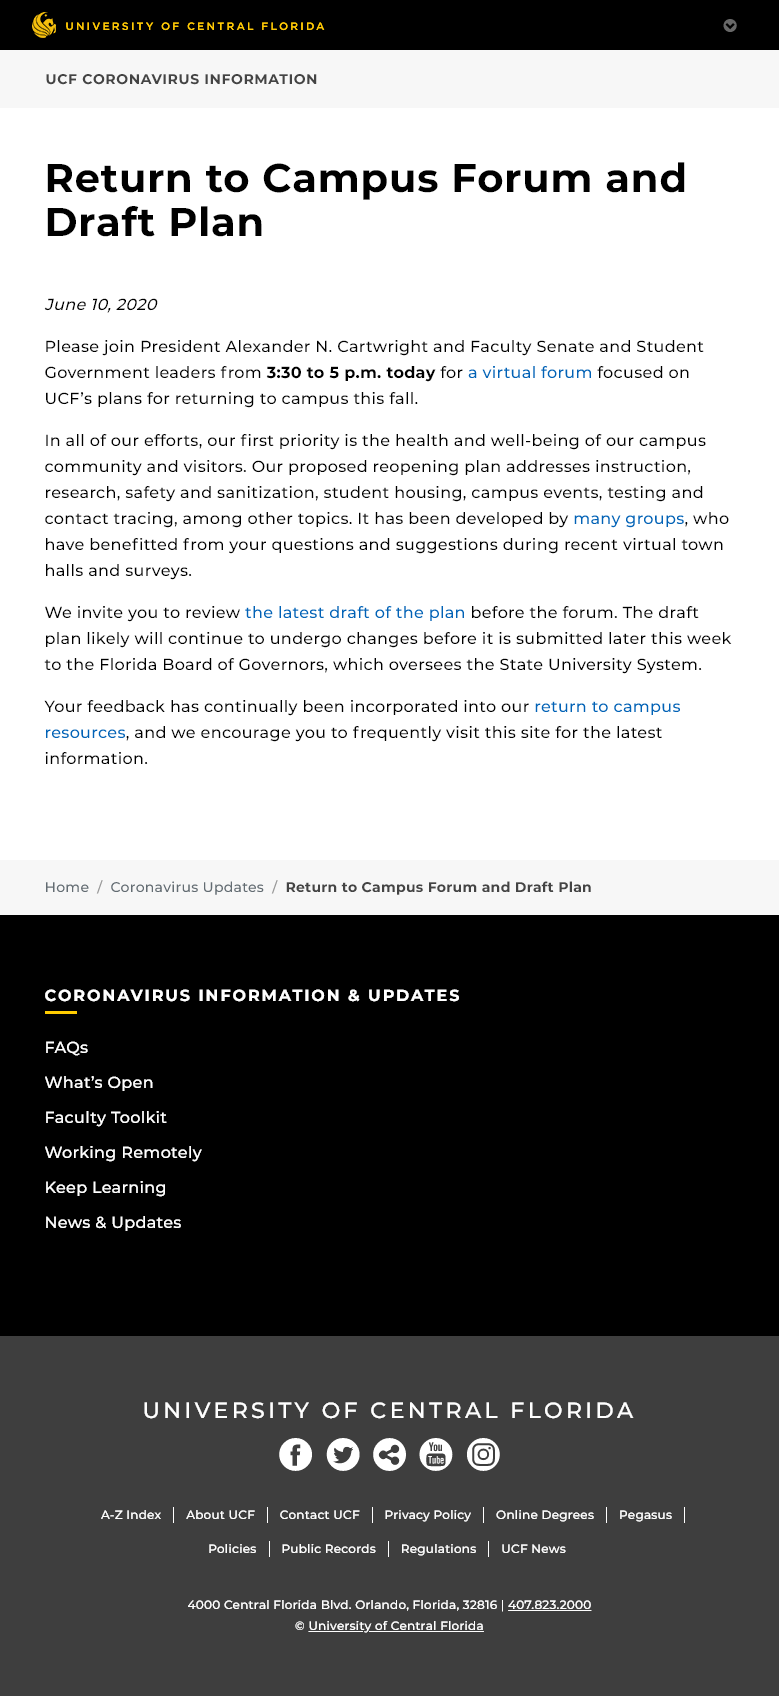 UNIVERSITY OF CENTRAL FLORIDA
UCF CORONAVIRUS INFORMATION
Return to Campus Forum and
Draft Plan
June 10, 2020
Please join President Alexander N. Cartwright and Faculty Senate and Student
Government leaders from 3:30 to 5 p.m. today for a virtual forum focused on
UCF’s plans for returning to campus this fall.
In all of our efforts, our first priority is the health and well-being of our campus
community and visitors. Our proposed reopening plan addresses instruction,
research, safety and sanitization, student housing, campus events, testing and
contact tracing, among other topics. It has been developed by many groups, who
have benefitted from your questions and suggestions during recent virtual town
halls and surveys.
We invite you to review the latest draft of the plan before the forum. The draft
plan likely will continue to undergo changes before it is submitted later this week
to the Florida Board of Governors, which oversees the State University System.
Your feedback has continually been incorporated into our return to campus
resources, and we encourage you to frequently visit this site for the latest
information.
Home / Coronavirus Updates / Return to Campus Forum and Draft Plan
CORONAVIRUS INFORMATION & UPDATES
FAQs
What’s Open
Faculty Toolkit
Working Remotely
Keep Learning
News & Updates
UNIVERSITY OF CENTRAL FLORIDA
You
Tube
A-Z Index | About UCF | Contact UCF | Privacy Policy | Online Degrees | Pegasus |
Policies | Public Records | Regulations | UCF News
4000 Central Florida Blvd. Orlando, Florida, 32816 | 407.823.2000
© University of Central Florida